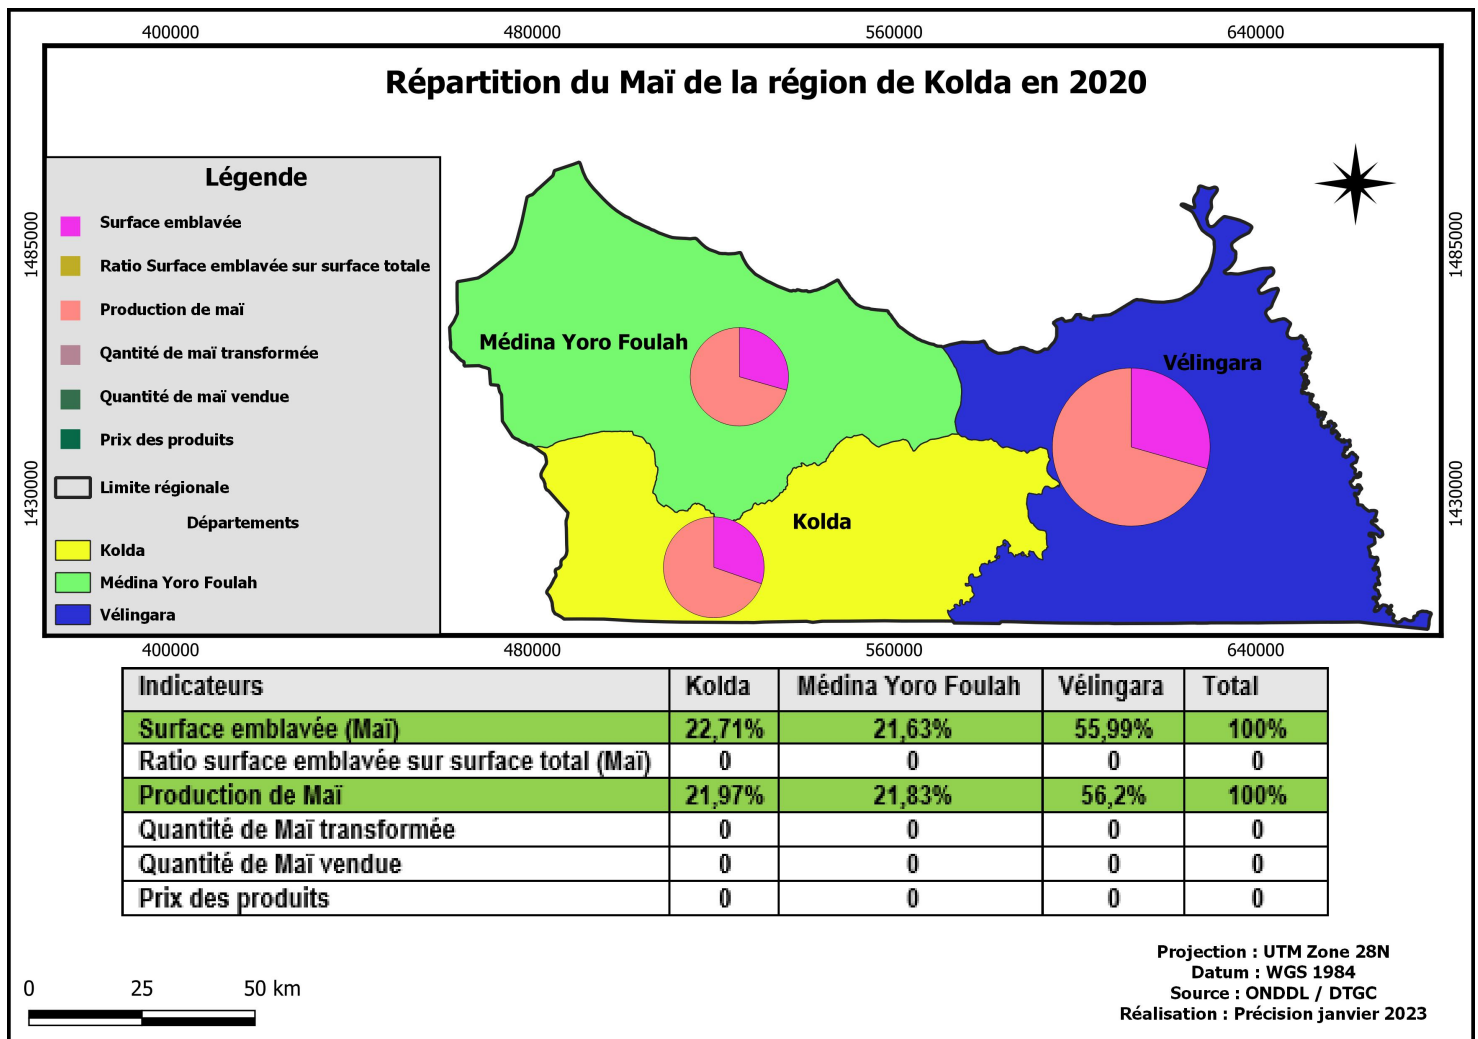 400000 480000 560000 640000
Répartition du Maï de la région de Kolda en 2020
1485000
1430000
Légende
Surface emblavée
Ratio Surface emblavée sur surface totale
Production de maï
Qantité de maï transformée
Quantité de maï vendue
Prix des produits
Limite régionale
Départements
Kolda
Médina Yoro Foulah
Vélingara
Médina Yoro Foulah
Vélingara
Kolda
1485000
1430000
400000 480000 560000 640000
Indicateurs Kolda Médina Yoro Foulah Vélingara Total
Surface emblavée (Maï) 22,71% 21,63% 55,99% 100%
Ratio surface emblavée sur surface total (Maï) 0 0 0 0
Production de Maï 21,97% 21,83% 56,2% 100%
Quantité de Maï transformée 0 0 0 0
Quantité de Maï vendue 0 0 0 0
Prix des produits 0 0 0 0
0 25 50 km
Projection : UTM Zone 28N
Datum : WGS 1984
Source : ONDDL / DTGC
Réalisation : Précision janvier 2023